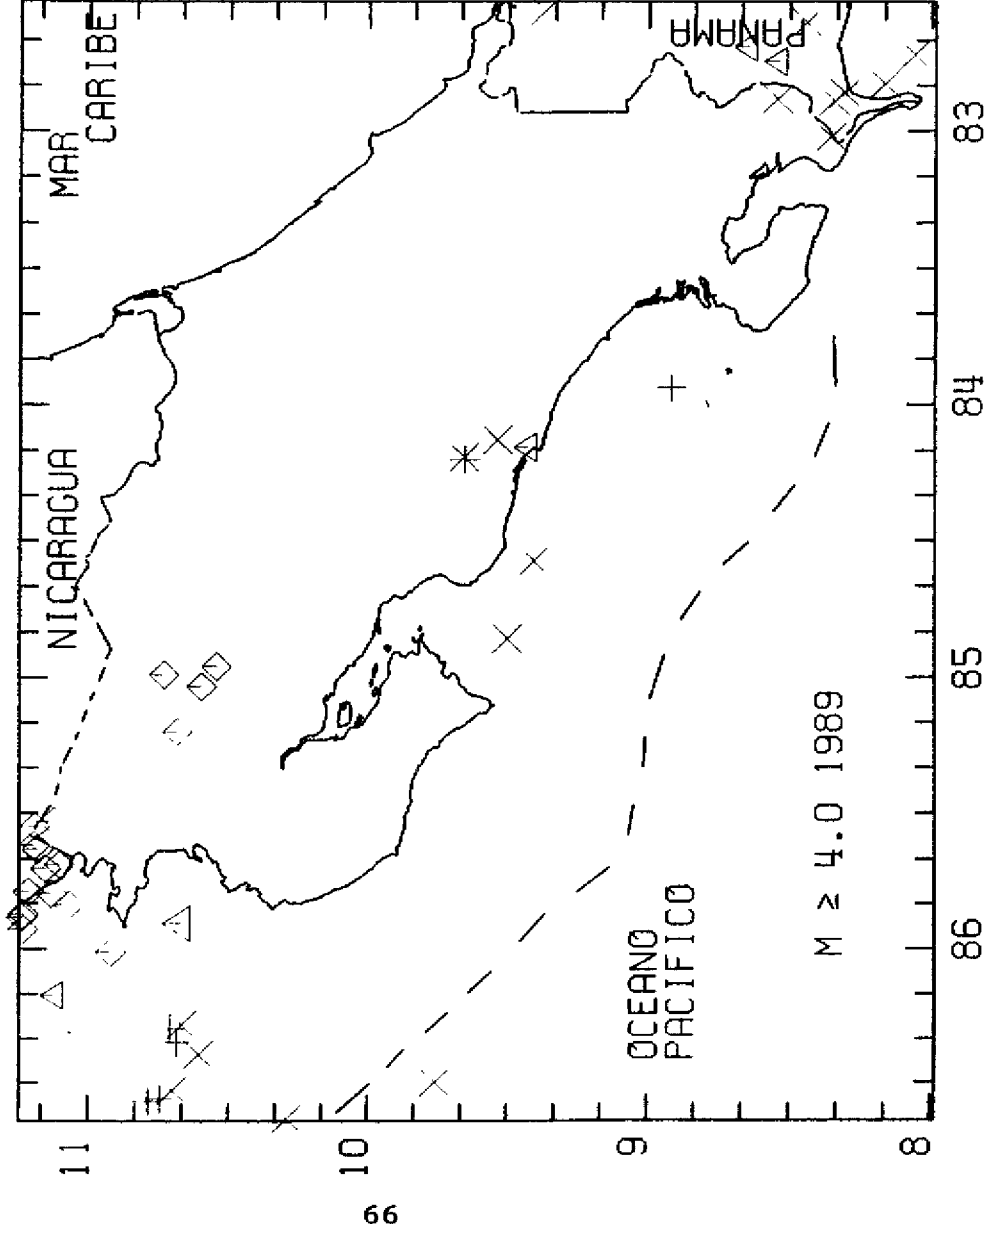 MAR
CARIBE
NICARAGUA
PANAMA
OCEANO
PACIFICO
M ≥ 4.0 1989
11
10
9
8
86
85
84
83
66